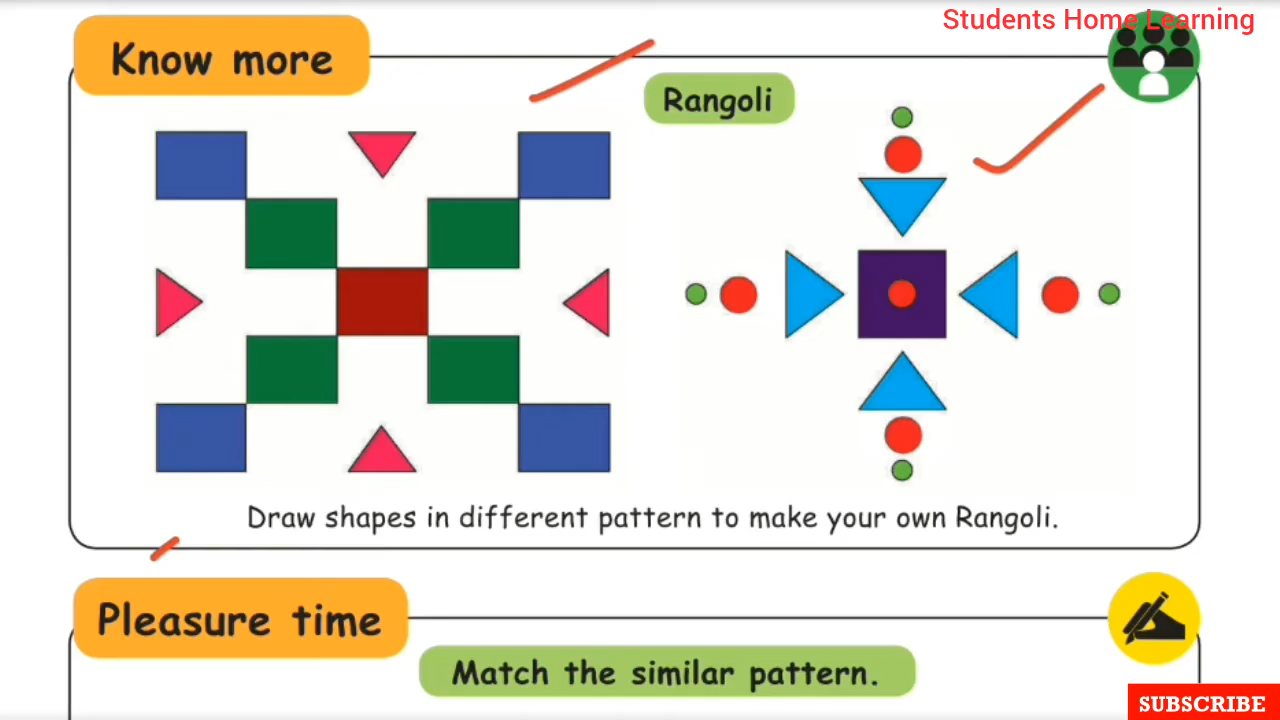 Students Home Learning
Know more
Rangoli
Draw shapes in different pattern to make your own Rangoli.
Pleasure time
Match the similar pattern.
SUBSCRIBE